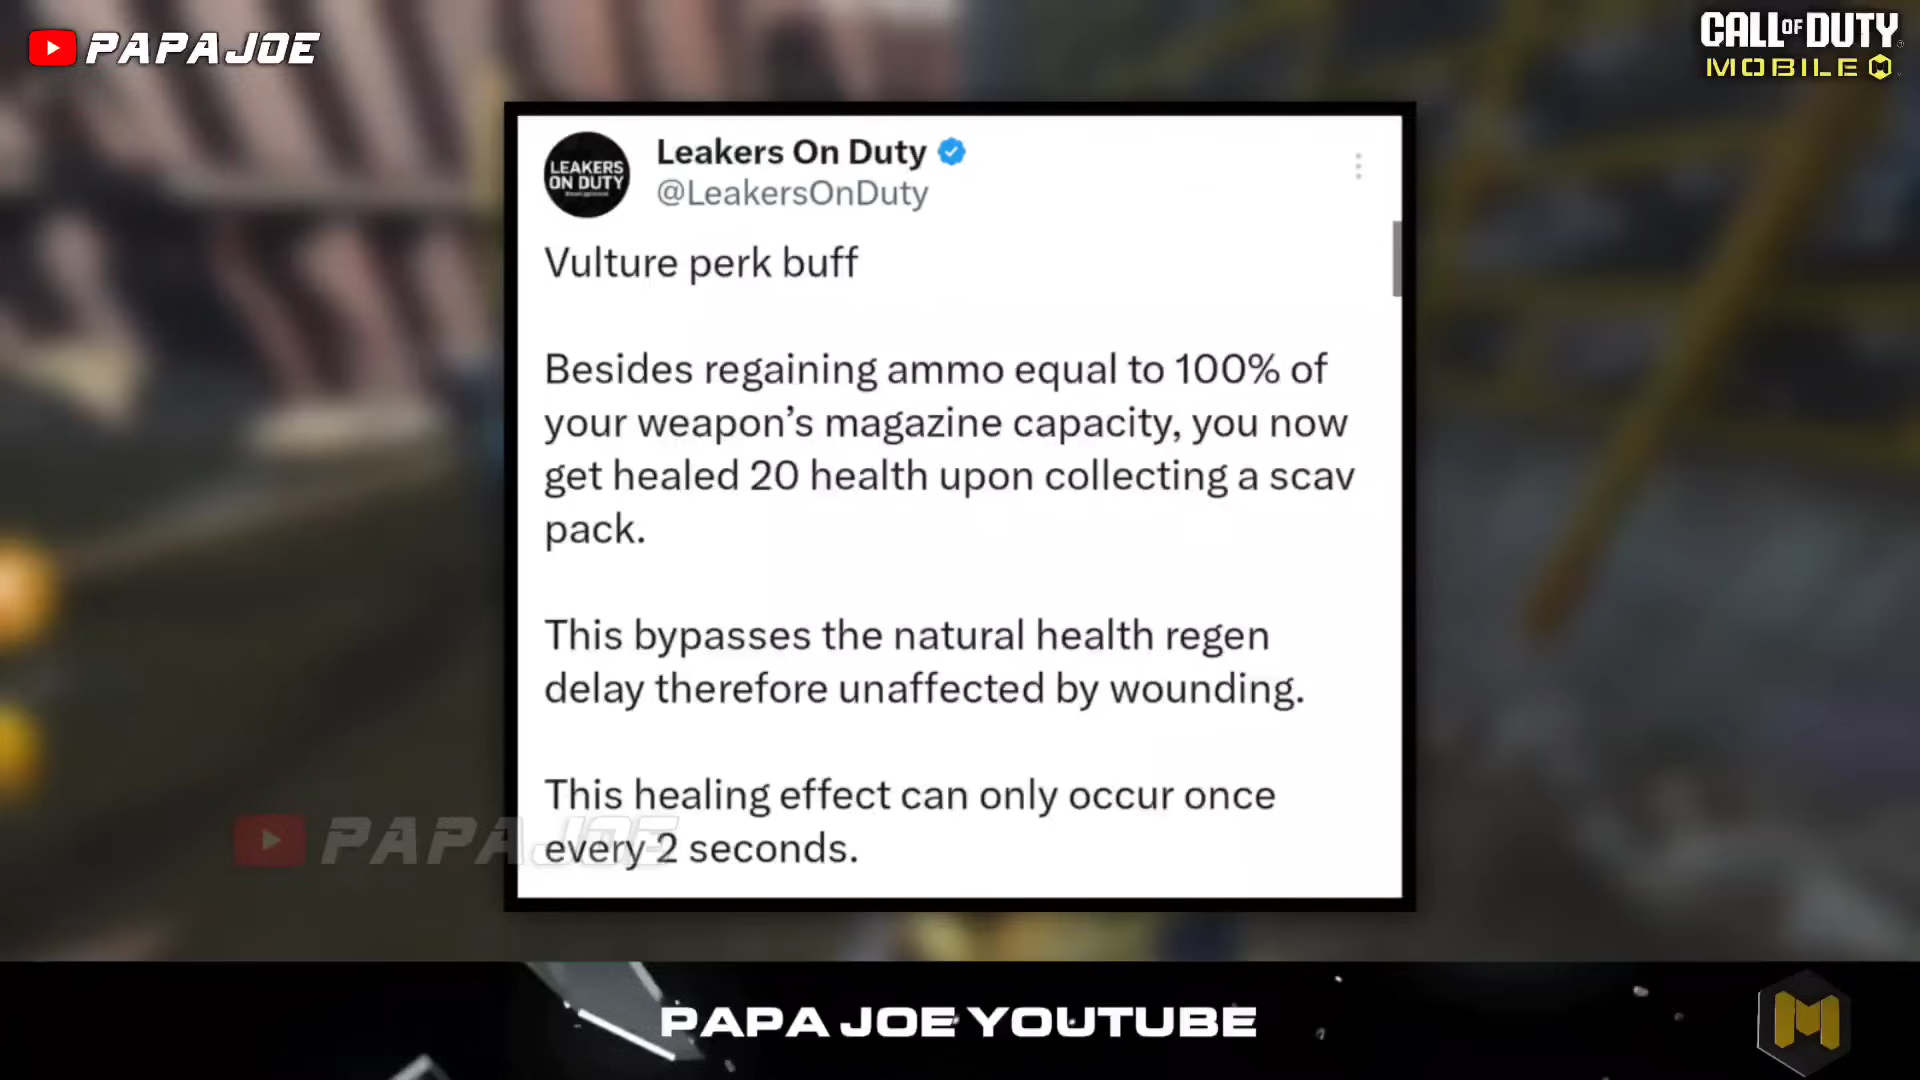 PAPA JOE
CALL OF DUTY
MOBILE
LEAKERS
ON DUTY
Leakers On Duty
@LeakersOnDuty
Vulture perk buff
Besides regaining ammo equal to 100% of
your weapon’s magazine capacity, you now
get healed 20 health upon collecting a scav
pack.
This bypasses the natural health regen
delay therefore unaffected by wounding.
This healing effect can only occur once
every 2 seconds.
PAPA JOE
PAPA JOE YOUTUBE